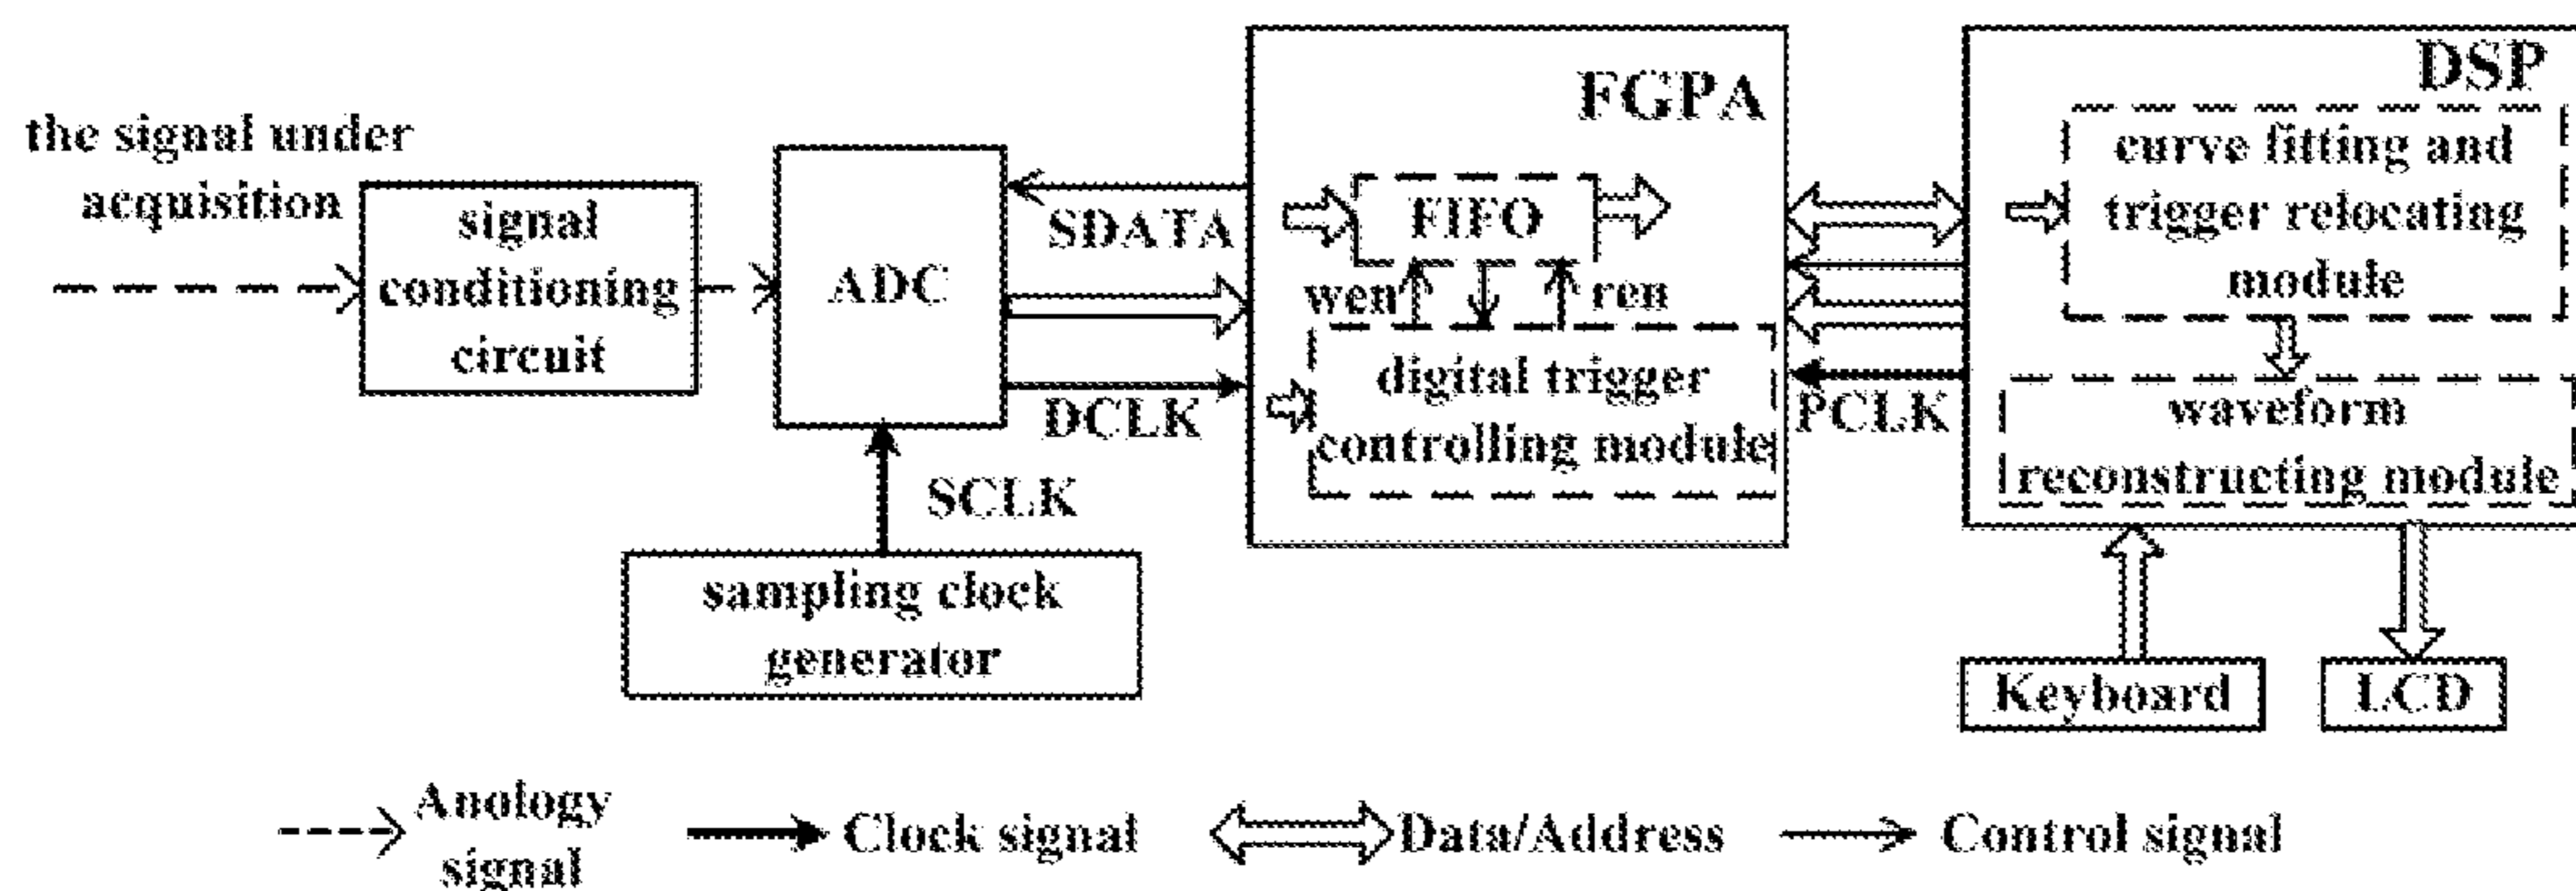 the signal under
acquisition
signal
conditioning
circuit
ADC
SDATA
DCLK
SCLK
sampling clock
generator
FGPA
FIFO
wen
ren
digital trigger
controlling module
PCLK
DSP
curve fitting and
trigger relocating
module
waveform
reconstructing module
Keyboard
LCD
Anology
signal
Clock signal
Data/Address
Control signal